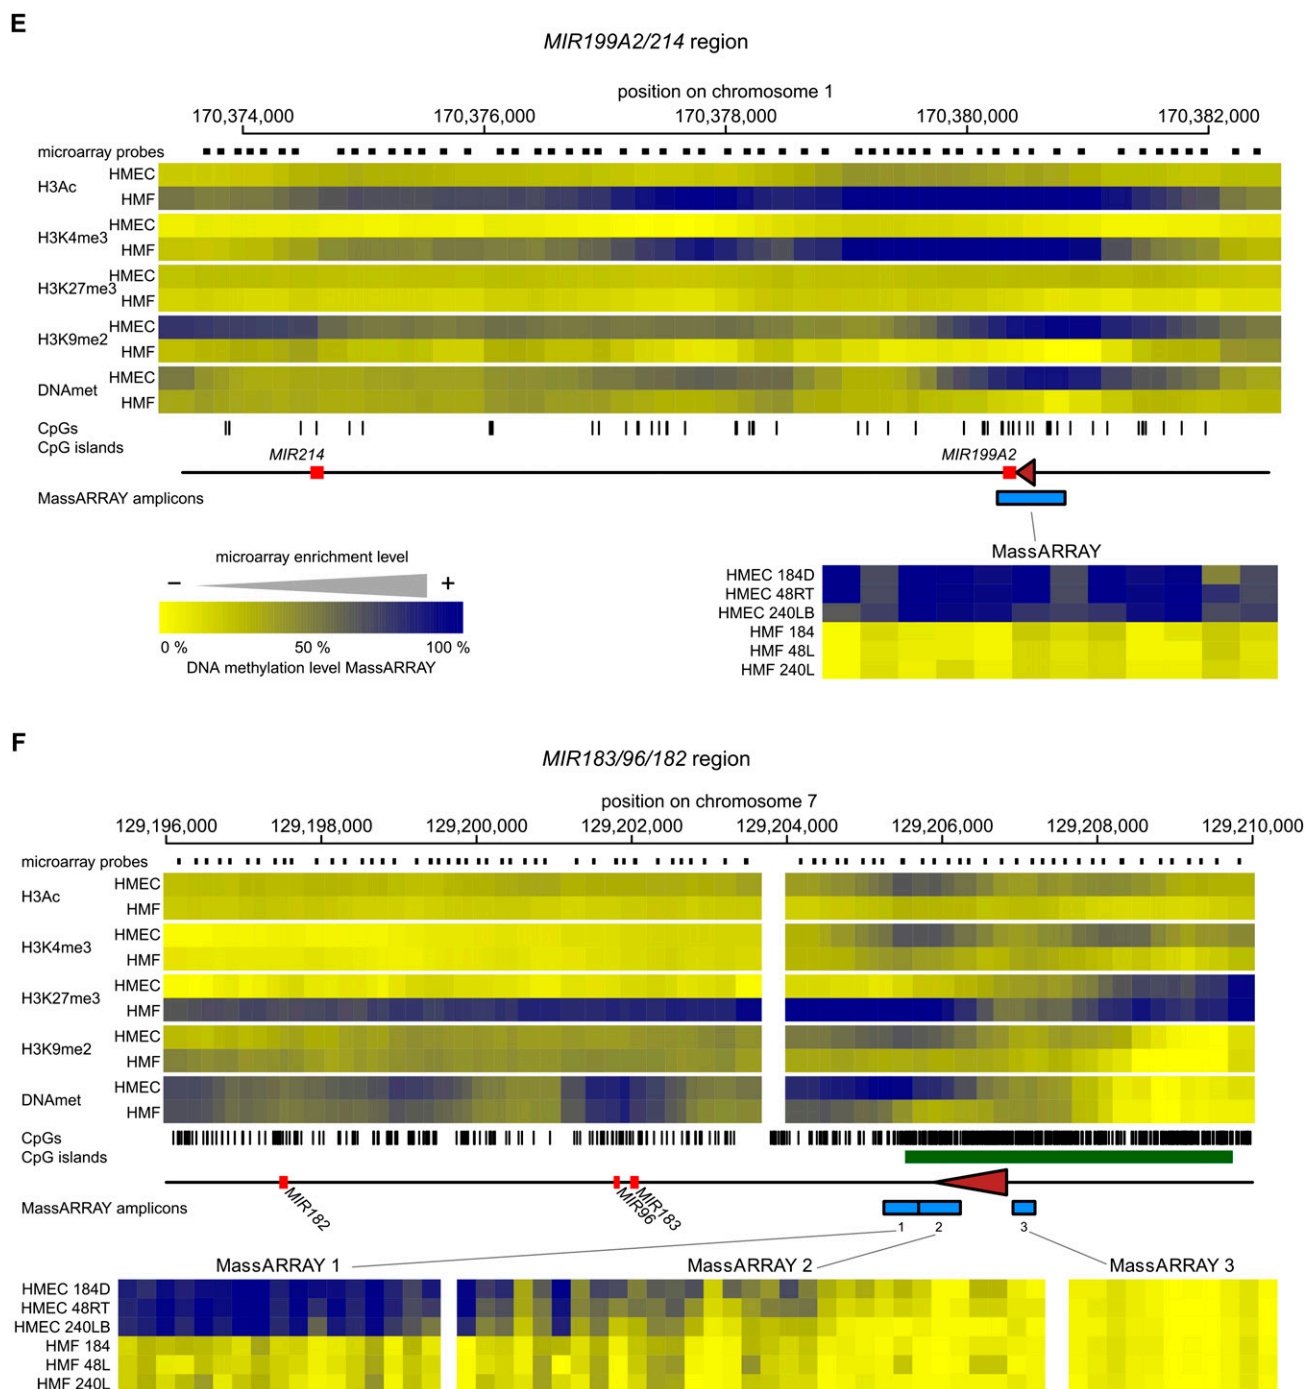 E
MIR199A2/214 region
position on chromosome 1
170,374,000 170,376,000 170,378,000 170,380,000 170,382,000
microarray probes
H3Ac HMEC
HMF
H3K4me3 HMEC
HMF
H3K27me3 HMEC
HMF
H3K9me2 HMEC
HMF
DNAmet HMEC
HMF
CpGs
CpG islands
MIR214 MIR199A2
MassARRAY amplicons
microarray enrichment level
− +
0 % 50 % 100 %
DNA methylation level MassARRAY
MassARRAY
HMEC 184D
HMEC 48RT
HMEC 240LB
HMF 184
HMF 48L
HMF 240L
F
MIR183/96/182 region
position on chromosome 7
129,196,000 129,198,000 129,200,000 129,202,000 129,204,000 129,206,000 129,208,000 129,210,000
microarray probes
H3Ac HMEC
HMF
H3K4me3 HMEC
HMF
H3K27me3 HMEC
HMF
H3K9me2 HMEC
HMF
DNAmet HMEC
HMF
CpGs
CpG islands
MIR182 MIR96 MIR183
MassARRAY amplicons
1 2 3
MassARRAY 1 MassARRAY 2 MassARRAY 3
HMEC 184D
HMEC 48RT
HMEC 240LB
HMF 184
HMF 48L
HMF 240L